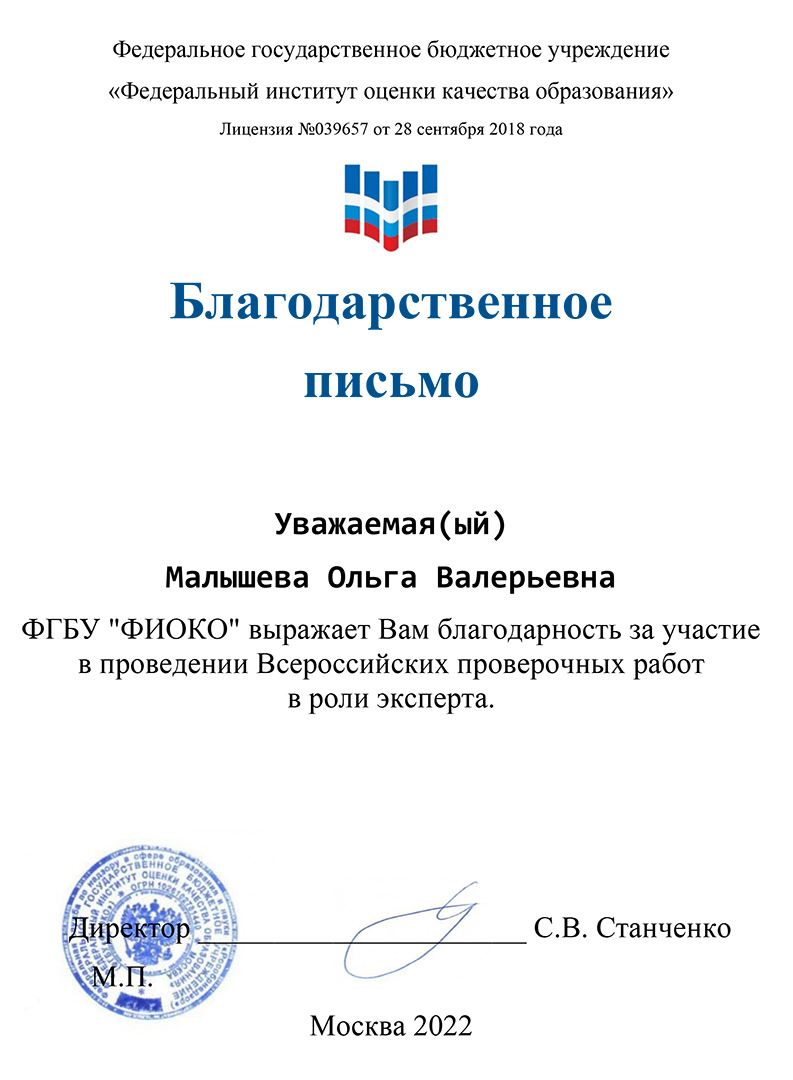 Федеральное государственное бюджетное учреждение
«Федеральный институт оценки качества образования»
Лицензия №039657 от 28 сентября 2018 года
Благодарственное
письмо
Уважаемая(ый)
Малышева Ольга Валерьевна
ФГБУ "ФИОКО" выражает Вам благодарность за участие
в проведении Всероссийских проверочных работ
в роли эксперта.
Директор С.В. Станченко
М.П.
Москва 2022